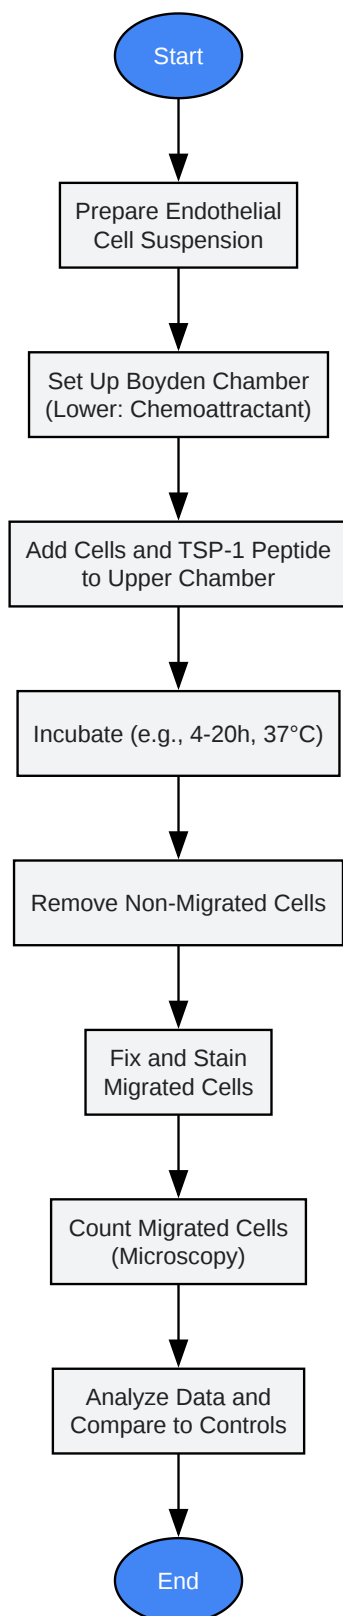 Start
Prepare Endothelial
Cell Suspension
Set Up Boyden Chamber
(Lower: Chemoattractant)
Add Cells and TSP-1 Peptide
to Upper Chamber
Incubate (e.g., 4-20h, 37°C)
Remove Non-Migrated Cells
Fix and Stain
Migrated Cells
Count Migrated Cells
(Microscopy)
Analyze Data and
Compare to Controls
End